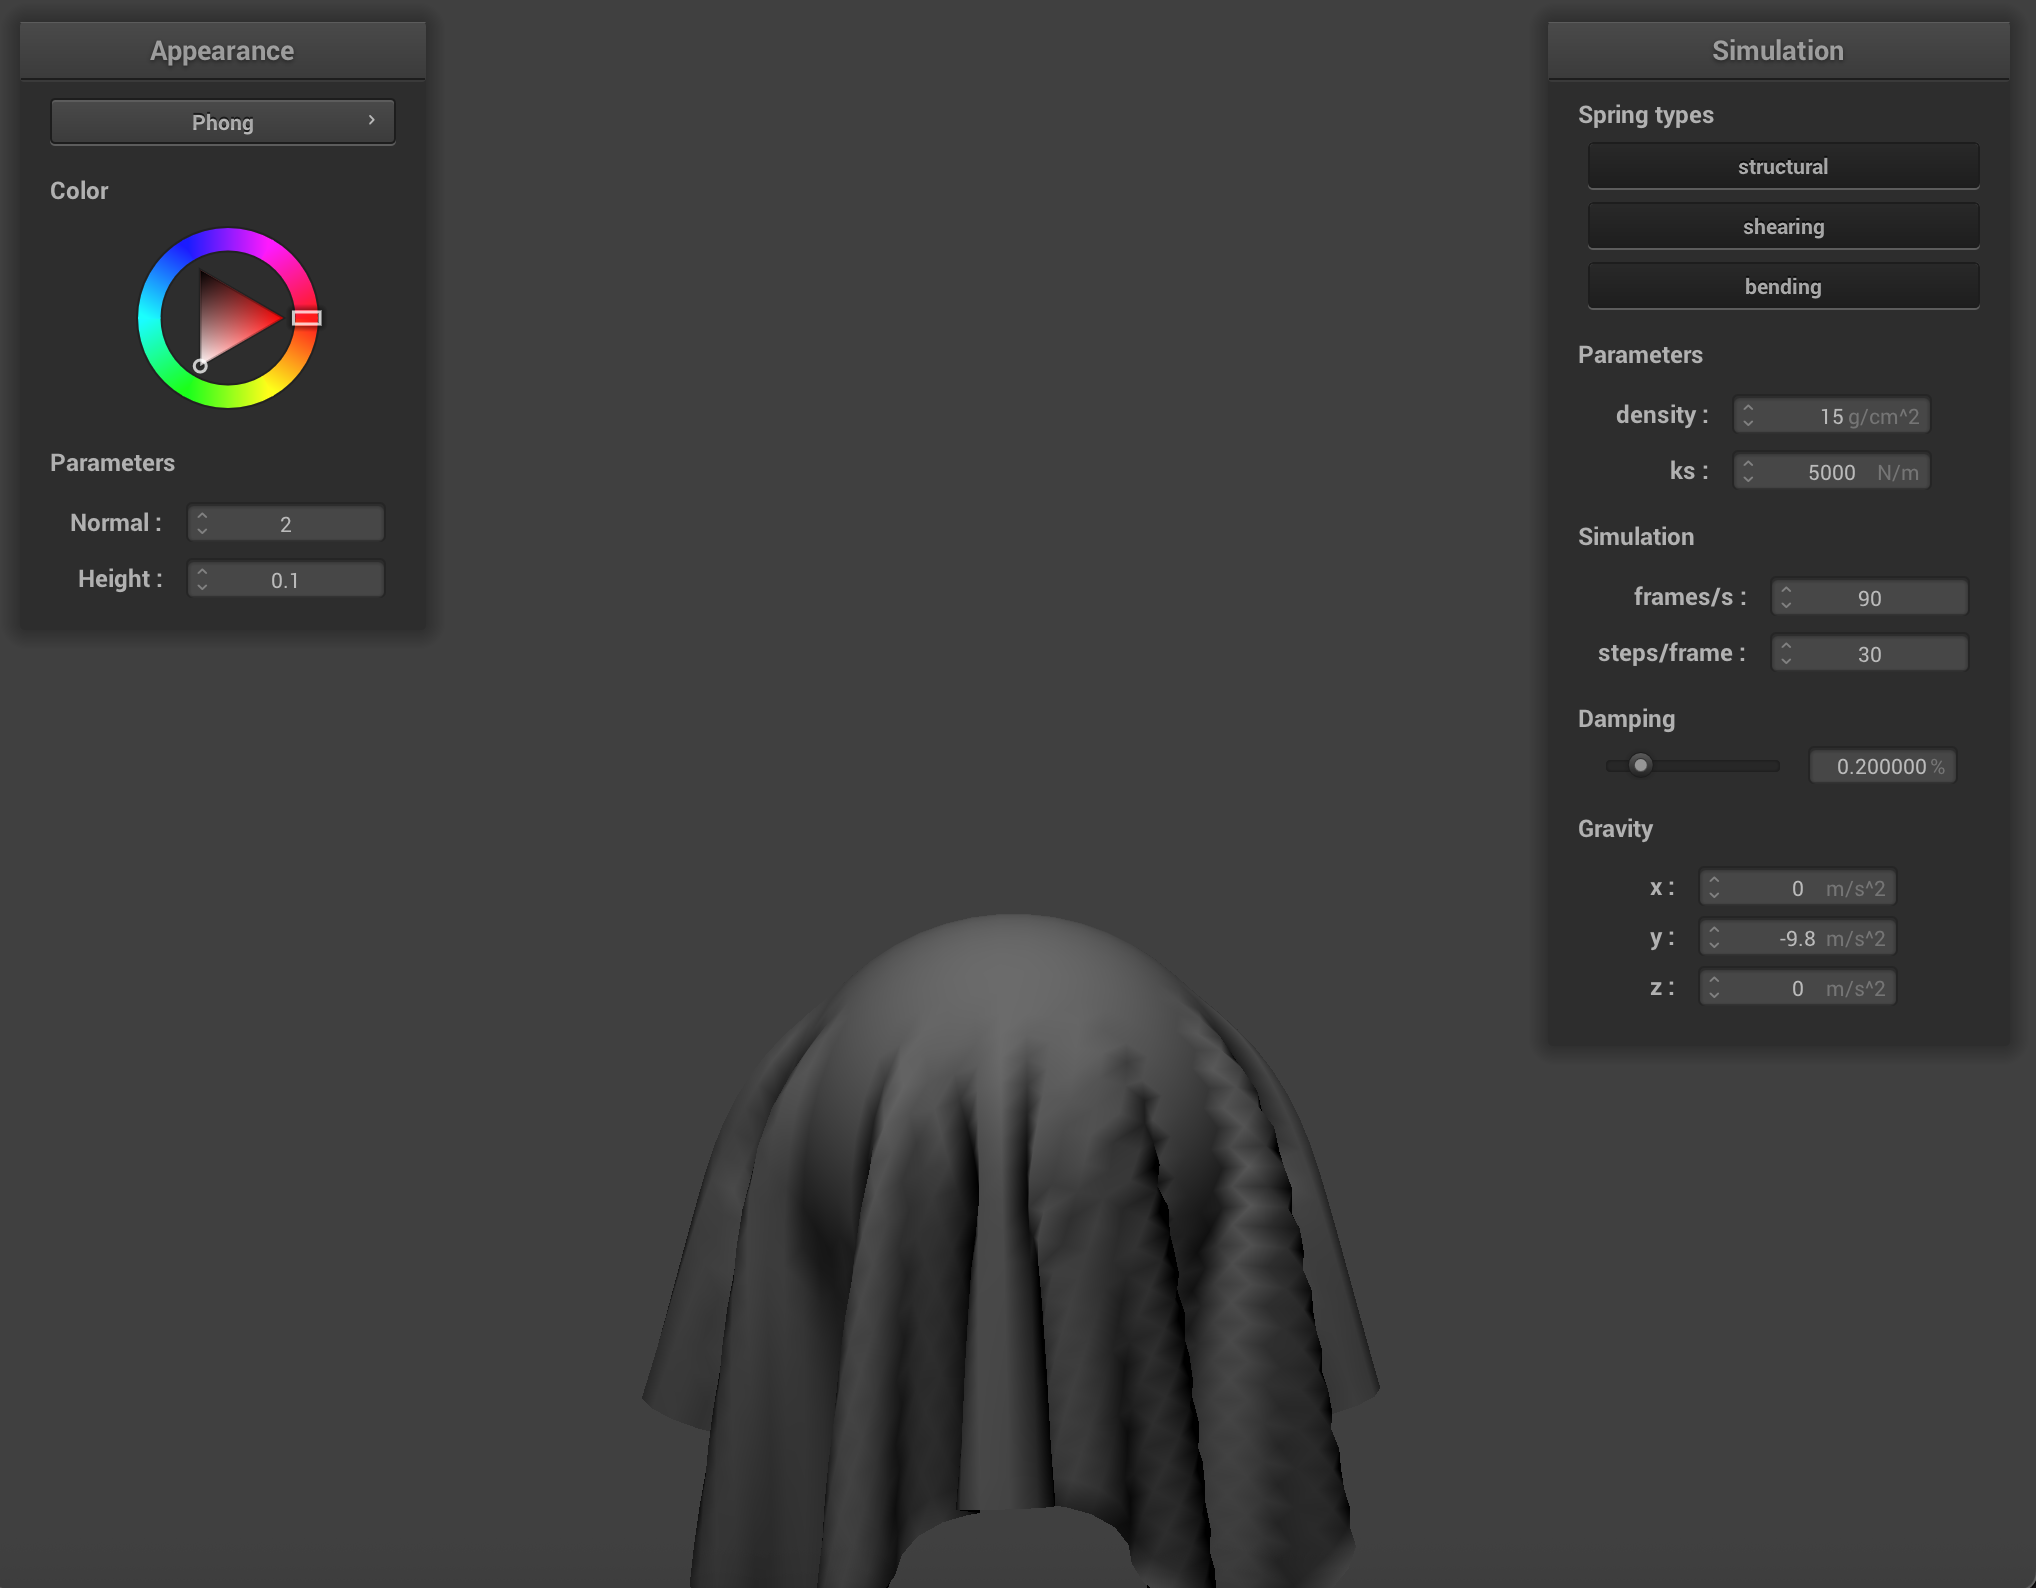 Appearance
Phong
Color
Parameters
Normal : 2
Height : 0.1
Simulation
Spring types
structural
shearing
bending
Parameters
density : 15 g/cm^2
ks : 5000 N/m
Simulation
frames/s : 90
steps/frame : 30
Damping
0.200000 %
Gravity
x : 0 m/s^2
y : -9.8 m/s^2
z : 0 m/s^2